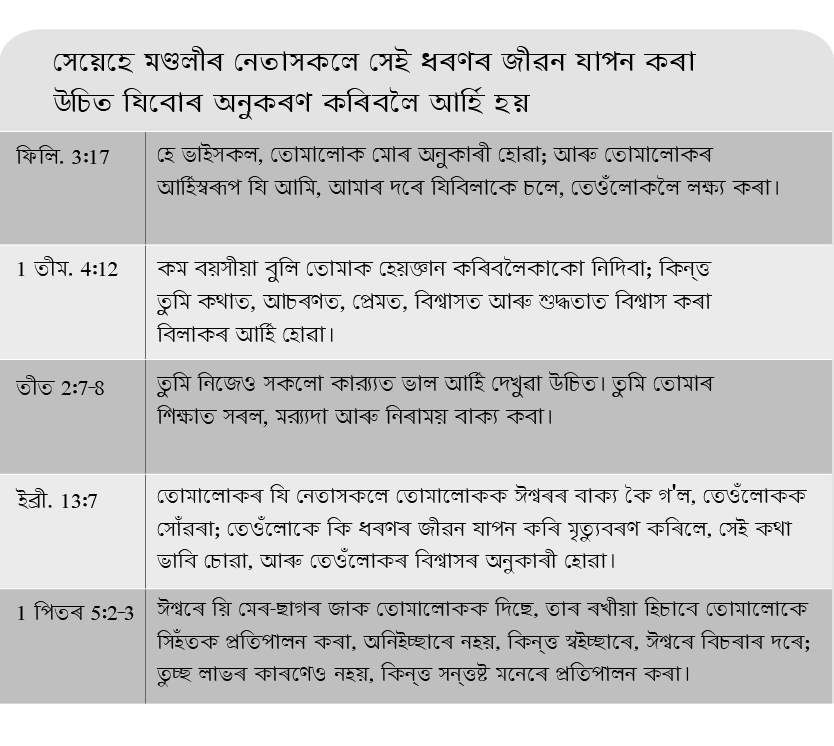 সেয়েহে মণ্ডলীৰ নেতাসকলে সেই ধৰণৰ জীৱন যাপন কৰা
উচিত যিবোৰ অনুকৰণ কৰিবলৈ আৰ্হি হয়
ফিলি. 3:17
হে ভাইসকল, তোমালোক মোৰ অনুকাৰী হোৱা; আৰু তোমালোকৰ
আৰ্হিস্বৰূপ যি আমি, আমাৰ দৰে যিবিলাকে চলে, তেওঁলোকলৈ লক্ষ্য কৰা।
1 তীম. 4:12
কম বয়সীয়া বুলি তোমাক হেয়জ্ঞান কৰিবলৈকাকো নিদিবা; কিন্ত্ত
তুমি কথাত, আচৰণত, প্ৰেমত, বিশ্বাসত আৰু শুদ্ধতাত বিশ্বাস কৰা
বিলাকৰ আৰ্হি হোৱা।
তীত 2:7-8
তুমি নিজেও সকলো কাৰ্য্যত ভাল আৰ্হি দেখুৱা উচিত। তুমি তোমাৰ
শিক্ষাত সৰল, মৰ্য্যদা আৰু নিৰাময় বাক্য কবা।
ইব্ৰী. 13:7
তোমালোকৰ যি নেতাসকলে তোমালোকক ঈশ্বৰৰ বাক্য কৈ গ'ল, তেওঁলোকক
সোঁৱৰা; তেওঁলোকে কি ধৰণৰ জীৱন যাপন কৰি মৃত্যুবৰণ কৰিলে, সেই কথা
ভাবি চোৱা, আৰু তেওঁলোকৰ বিশ্বাসৰ অনুকাৰী হোৱা।
1 পিতৰ 5:2-3
ঈশ্বৰে য়ি মেৰ-ছাগৰ জাক তোমালোকক দিছে, তাৰ ৰখীয়া হিচাবে তোমালোকে
সিহঁতক প্ৰতিপালন কৰা, অনিইচ্ছাৰে নহয়, কিন্ত্ত স্বইচ্ছাৰে, ঈশ্বৰে বিচৰাৰ দৰে;
তুচ্ছ লাভৰ কাৰণেও নহয়, কিন্ত্ত সন্ত্তষ্ট মনেৰে প্ৰতিপালন কৰা।